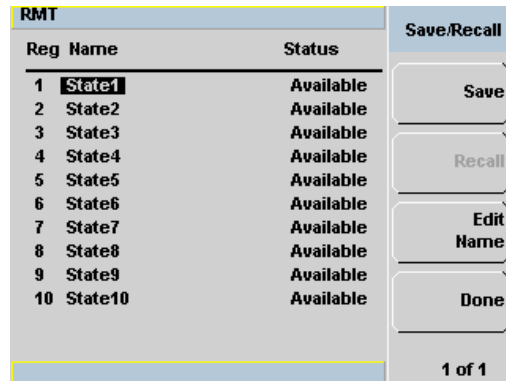 RMT
Save/Recall
Reg Name Status
1 State1 Available
2 State2 Available
3 State3 Available
4 State4 Available
5 State5 Available
6 State6 Available
7 State7 Available
8 State8 Available
9 State9 Available
10 State10 Available
Save
Recall
Edit
Name
Done
1 of 1